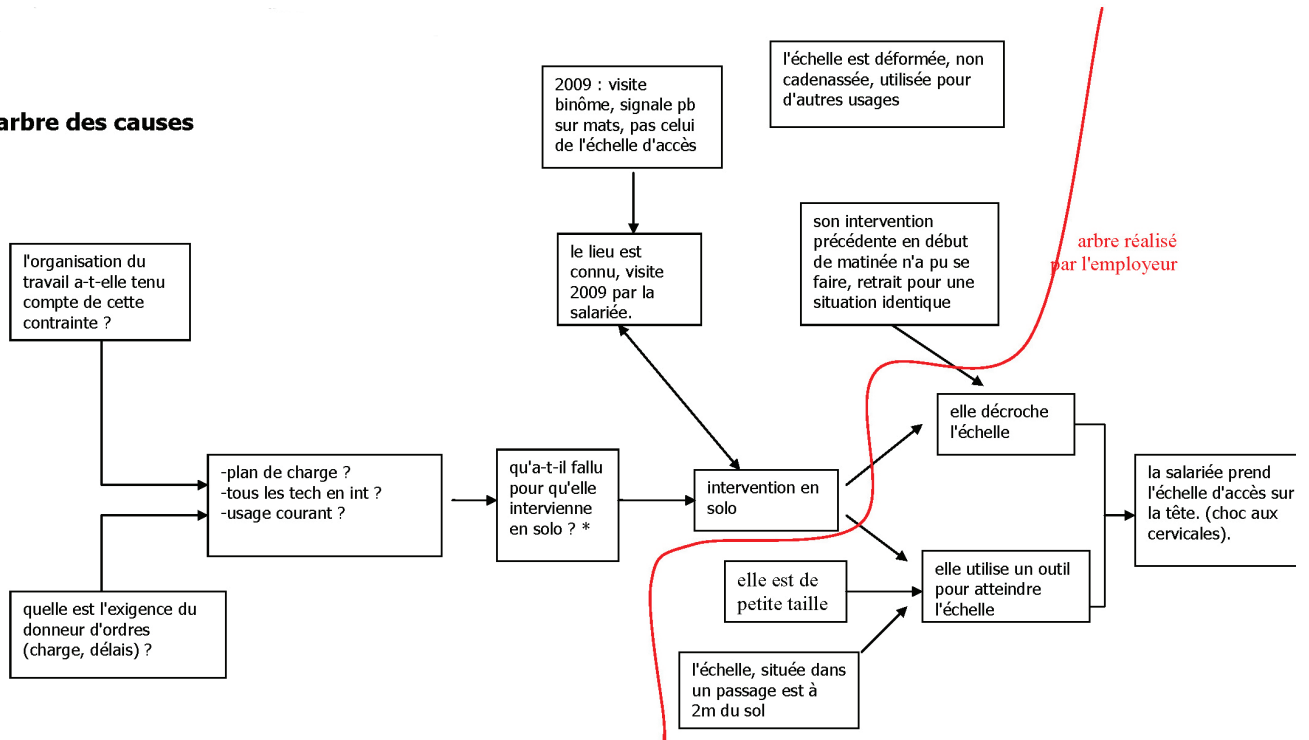 arbre des causes
2009 : visite
binôme, signale pb
sur mats, pas celui
de l'échelle d'accès
l'échelle est déformée, non
cadenassée, utilisée pour
d'autres usages
l'organisation du
travail a-t-elle tenu
compte de cette
contrainte ?
le lieu est
connu, visite
2009 par la
salariée.
son intervention
précédente en début
de matinée n'a pu se
faire, retrait pour une
situation identique
arbre réalisé
par l'employeur
elle décroche
l'échelle
-plan de charge ?
-tous les tech en int ?
-usage courant ?
qu'a-t-il fallu
pour qu'elle
intervienne
en solo ? *
intervention en
solo
la salariée prend
l'échelle d'accès sur
la tête. (choc aux
cervicales).
elle est de
petite taille
elle utilise un outil
pour atteindre
l'échelle
quelle est l'exigence du
donneur d'ordres
(charge, délais) ?
l'échelle, située dans
un passage est à
2m du sol